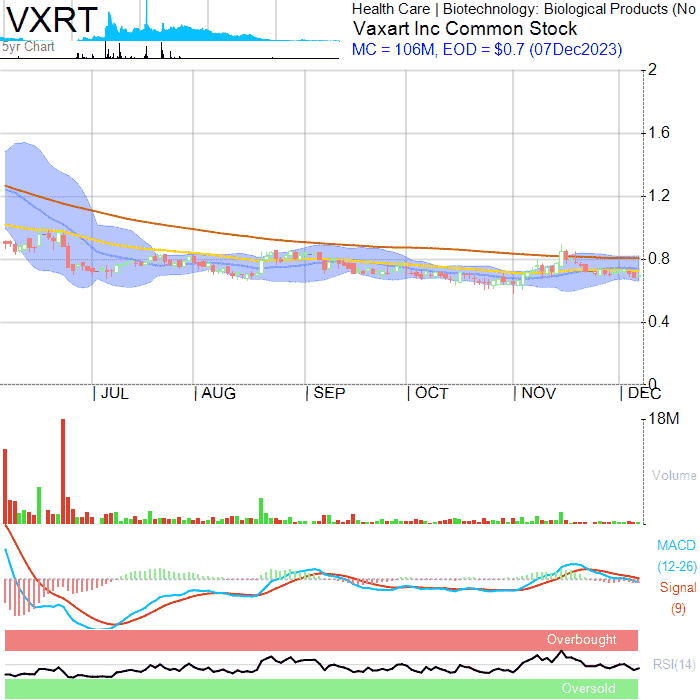 VXRT
5yr Chart
Health Care | Biotechnology: Biological Products (No
Vaxart Inc Common Stock
MC = 106M, EOD = $0.7 (07Dec2023)
2
1.6
1.2
0.8
0.4
0
| JUL | AUG | SEP | OCT | NOV | DEC
18M
Volume
MACD
(12-26)
Signal
(9)
Overbought
RSI(14)
Oversold